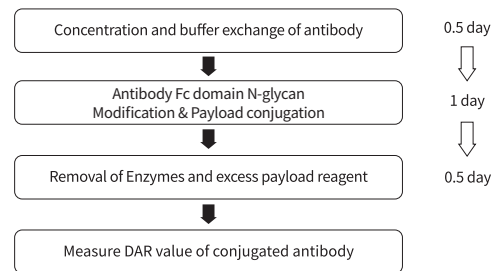 Concentration and buffer exchange of antibody
0.5 day
Antibody Fc domain N-glycan
Modification & Payload conjugation
1 day
Removal of Enzymes and excess payload reagent
0.5 day
Measure DAR value of conjugated antibody